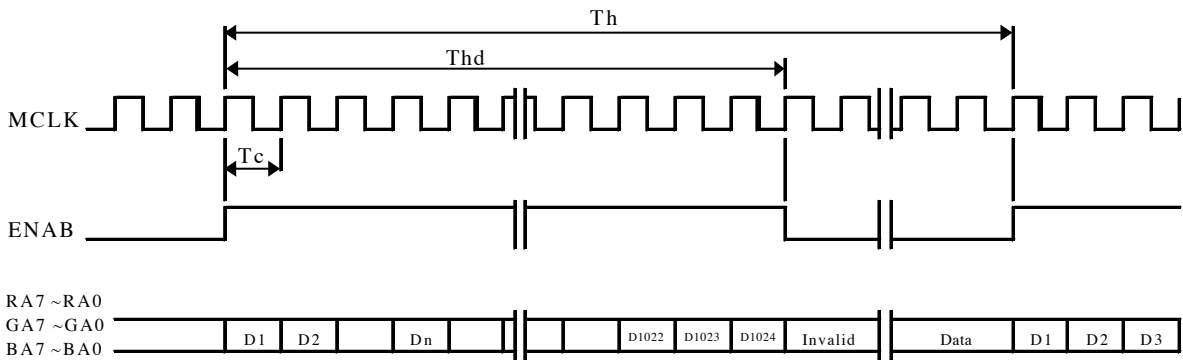 Th
Thd
MCLK
Tc
ENAB
RA7 ~RA0
GA7 ~GA0
BA7 ~BA0
D1 D2 Dn D1022 D1023 D1024 Invalid Data D1 D2 D3